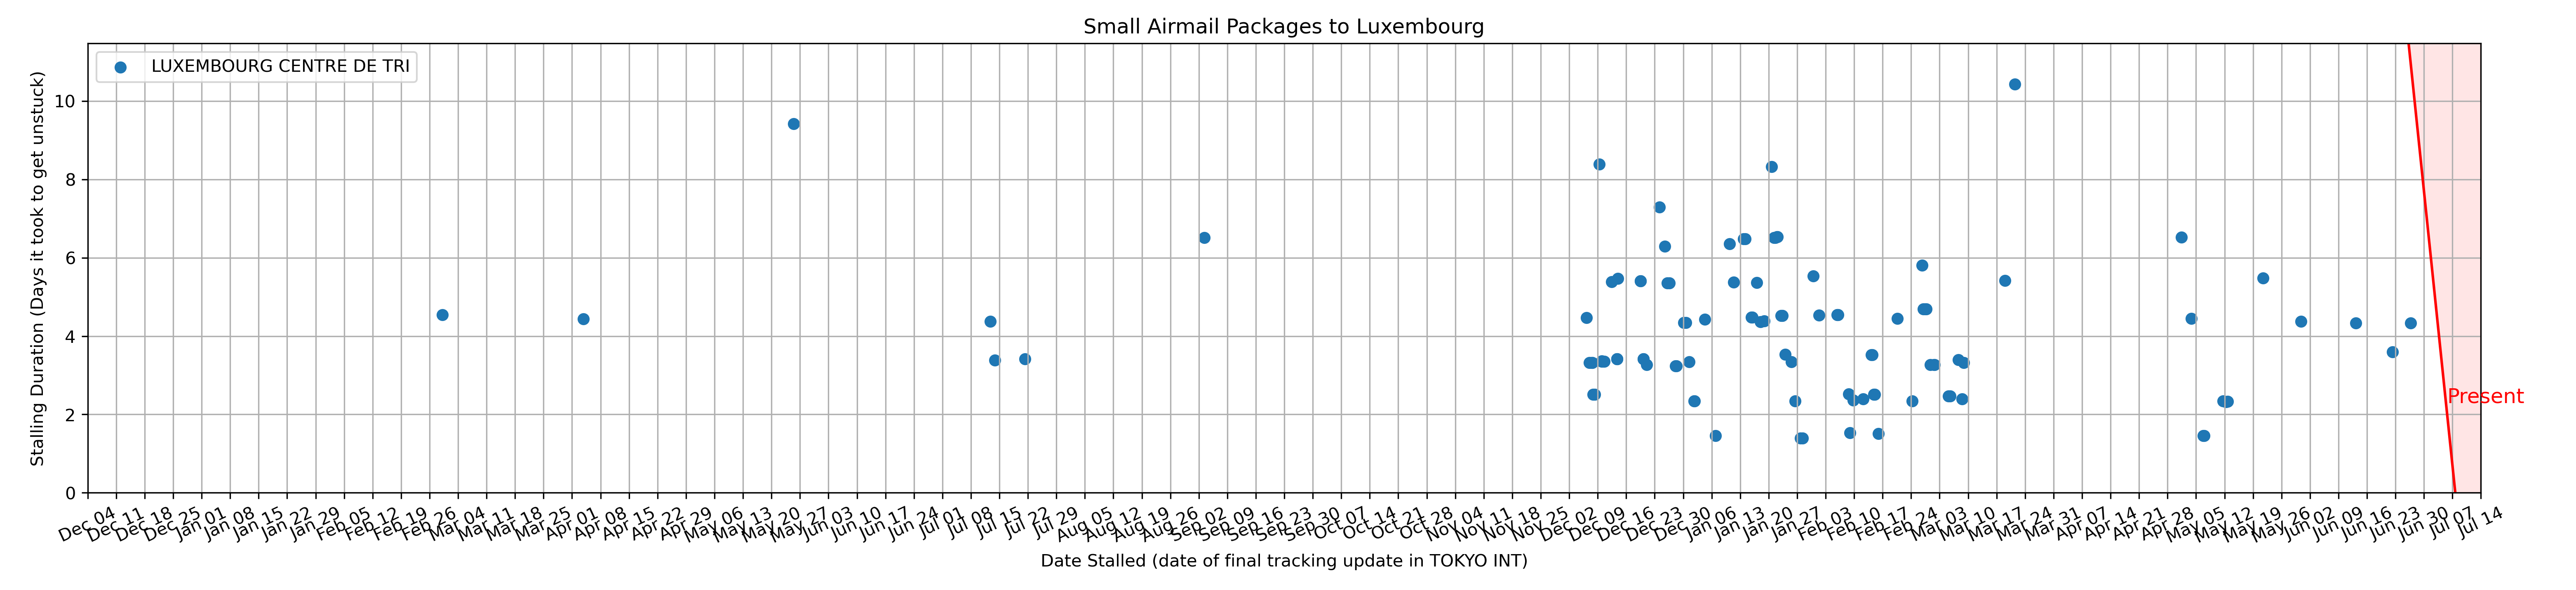 Small Airmail Packages to Luxembourg
LUXEMBOURG CENTRE DE TRI
Stalling Duration (Days it took to get unstuck)
10
8
6
4
2
0
Present
Dec 04 Dec 11 Dec 18 Dec 25 Jan 01 Jan 08 Jan 15 Jan 22 Jan 29 Feb 05 Feb 12 Feb 19 Feb 26 Mar 04 Mar 11 Mar 18 Mar 25 Apr 01 Apr 08 Apr 15 Apr 22 Apr 29 May 06 May 13 May 20 May 27 Jun 03 Jun 10 Jun 17 Jun 24 Jul 01 Jul 08 Jul 15 Jul 22 Jul 29 Aug 05 Aug 12 Aug 19 Aug 26 Sep 02 Sep 09 Sep 16 Sep 23 Sep 30 Oct 07 Oct 14 Oct 21 Oct 28 Nov 04 Nov 11 Nov 18 Nov 25 Dec 02 Dec 09 Dec 16 Dec 23 Dec 30 Jan 06 Jan 13 Jan 20 Jan 27 Feb 03 Feb 10 Feb 17 Feb 24 Mar 03 Mar 10 Mar 17 Mar 24 Mar 31 Apr 07 Apr 14 Apr 21 Apr 28 May 05 May 12 May 19 May 26 Jun 02 Jun 09 Jun 16 Jun 23 Jun 30 Jul 07 Jul 14
Date Stalled (date of final tracking update in TOKYO INT)